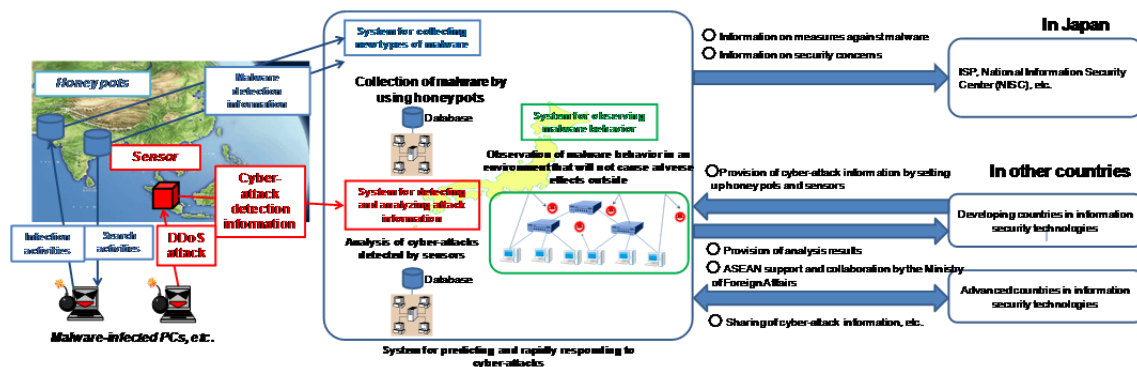 System for collecting
new types of malware
Honeypots
Malware
detection
information
Collection of malware by
using honeypots
Database
System for observing
malware behavior
Sensor
Observation of malware behavior in an
environment that will not cause adverse
effects outside
Cyber-
attack
detection
information
System for detecting
and analyzing attack
information
Infection
activities
Search
activities
DDoS
attack
Analysis of cyber-attacks
detected by sensors
Database
Malware-infected PCs, etc.
System for predicting and rapidly responding to
cyber-attacks
Information on measures against malware
Information on security concerns
In Japan
ISP, National Information Security
Center (NISC), etc.
Provision of cyber-attack information by setting
up honeypots and sensors
In other countries
Developing countries in information
security technologies
Provision of analysis results
ASEAN support and collaboration by the Ministry
of Foreign Affairs
Advanced countries in information
security technologies
Sharing of cyber-attack information, etc.